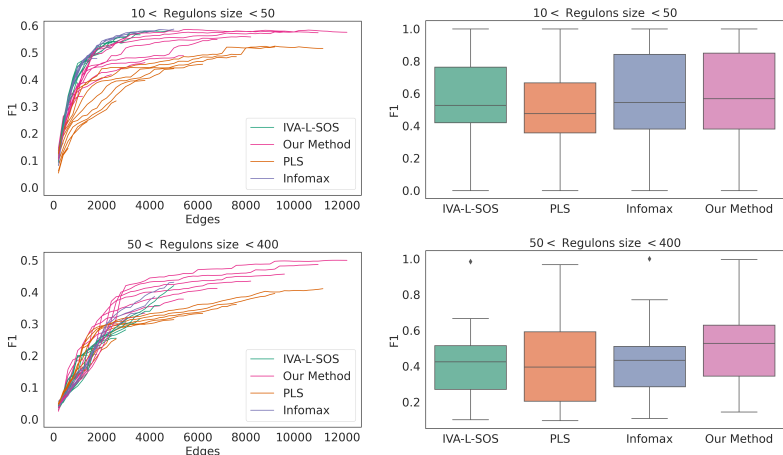 10 < Regulons size < 50
F1
0.6
0.5
0.4
0.3
0.2
0.1
0.0
IVA-L-SOS
Our Method
PLS
Infomax
0 2000 4000 6000 8000 10000 12000
Edges
10 < Regulons size < 50
F1
1.0
0.8
0.6
0.4
0.2
0.0
IVA-L-SOS PLS Infomax Our Method
50 < Regulons size < 400
F1
0.5
0.4
0.3
0.2
0.1
0.0
IVA-L-SOS
Our Method
PLS
Infomax
0 2000 4000 6000 8000 10000 12000
Edges
50 < Regulons size < 400
F1
1.0
0.8
0.6
0.4
0.2
IVA-L-SOS PLS Infomax Our Method